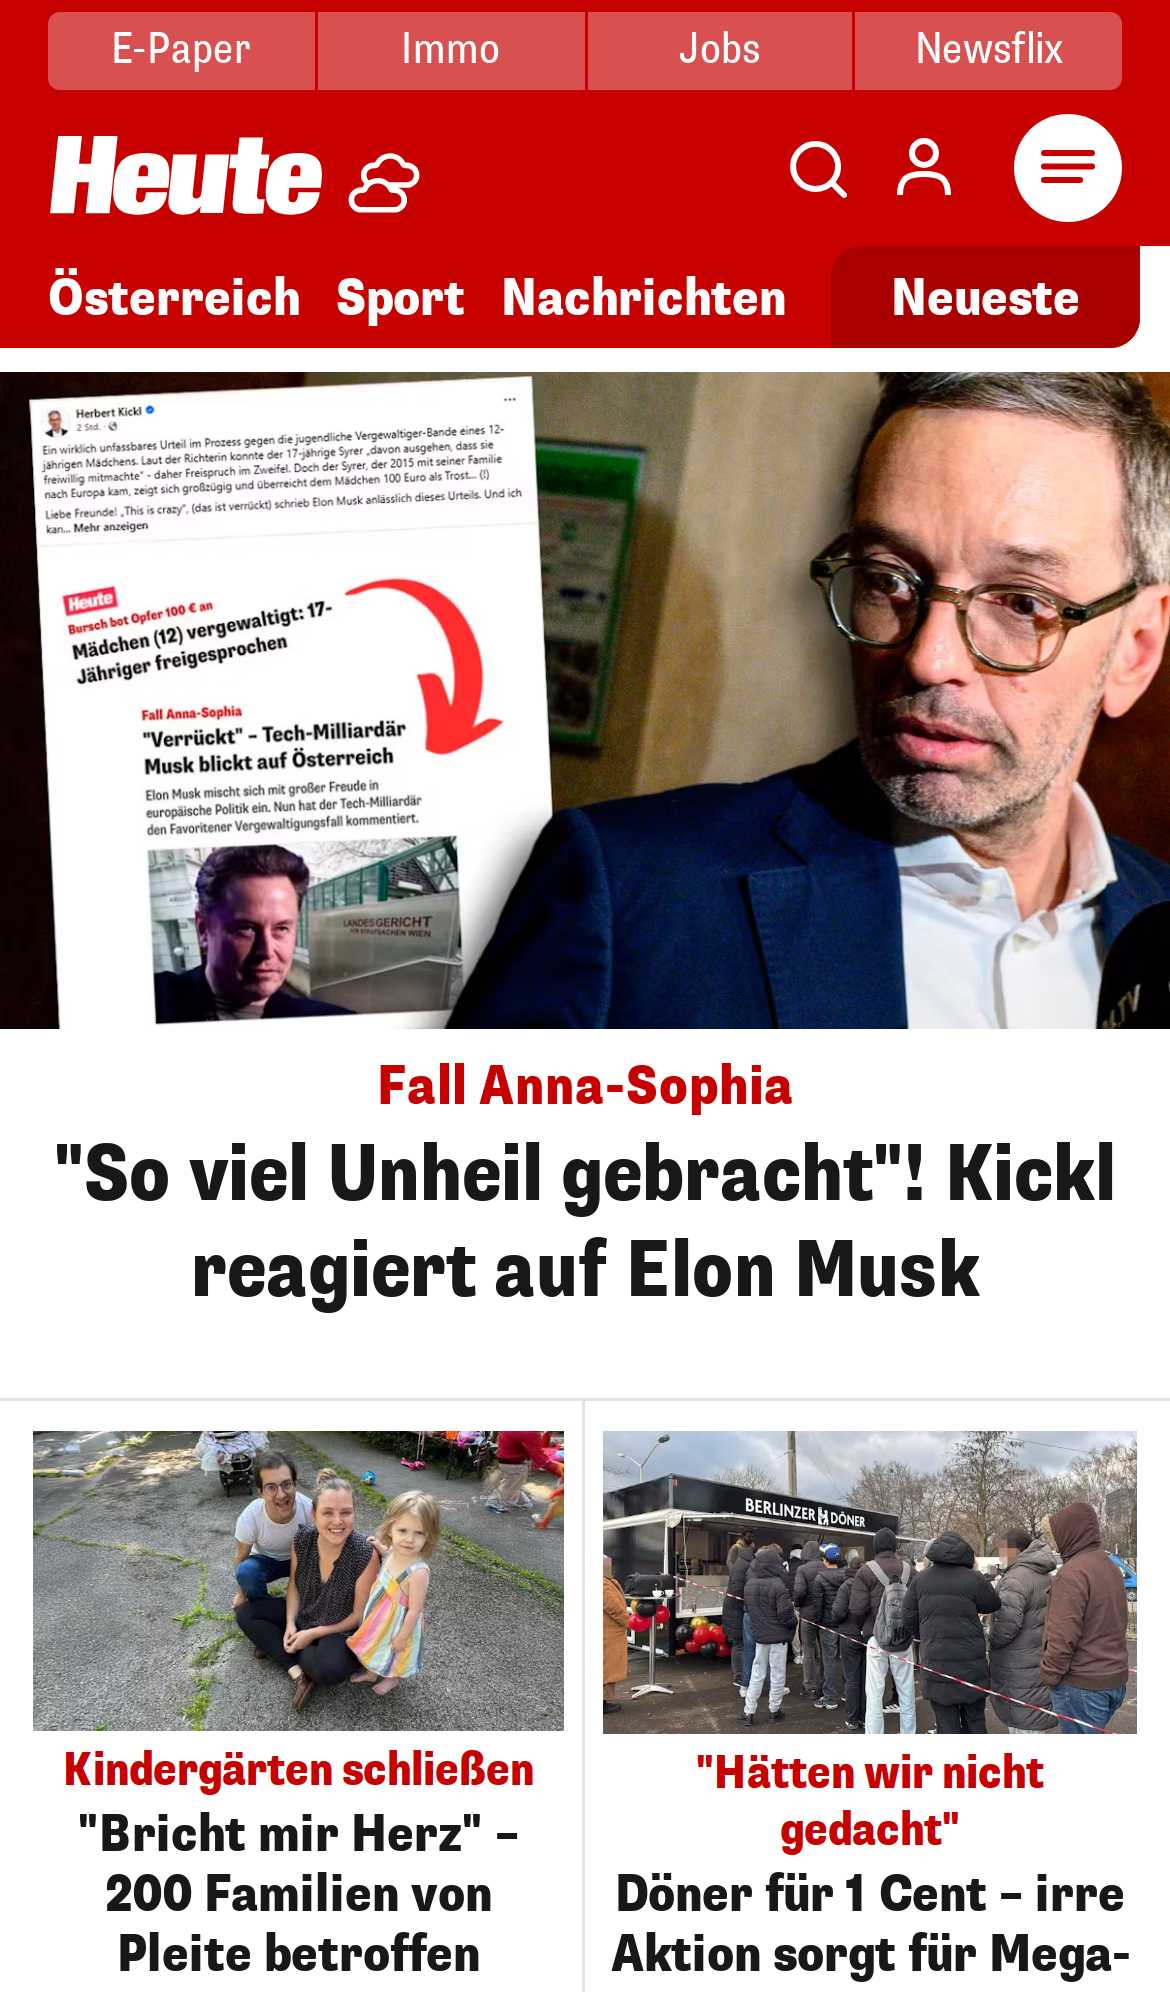 E-Paper
Immo
Jobs
Newsflix
Heute
Österreich
Sport
Nachrichten
Neueste
Herbert Kickl
2 Std. ·
Ein wirklich unfassbares Urteil im Prozess gegen die jugendliche Vergewaltiger-Bande eines 12-
jährigen Mädchens. Laut der Richterin konnte der 17-jährige Syrer „davon ausgehen, dass sie
freiwillig mitmachte“ - daher Freispruch im Zweifel. Doch der Syrer, der 2015 mit seiner Familie
nach Europa kam, zeigt sich großzügig und überreicht dem Mädchen 100 Euro als Trost... (!)
Liebe Freunde! „This is crazy“, (das ist verrückt) schrieb Elon Musk anlässlich dieses Urteils. Und ich
kan... Mehr anzeigen
Heute
Bursch bot Opfer 100 € an
Mädchen (12) vergewaltigt: 17-
Jähriger freigesprochen
Fall Anna-Sophia
"Verrückt" – Tech-Milliardär
Musk blickt auf Österreich
Elon Musk mischt sich mit großer Freude in
europäische Politik ein. Nun hat der Tech-Milliardär
den Favoritener Vergewaltigungsfall kommentiert.
LANDESGERICHT
FÜR STRAFSACHEN WIEN
Fall Anna-Sophia
"So viel Unheil gebracht"! Kickl
reagiert auf Elon Musk
Kindergärten schließen
"Bricht mir Herz" –
200 Familien von
Pleite betroffen
BERLINZER DÖNER
"Hätten wir nicht
gedacht"
Döner für 1 Cent – irre
Aktion sorgt für Mega-